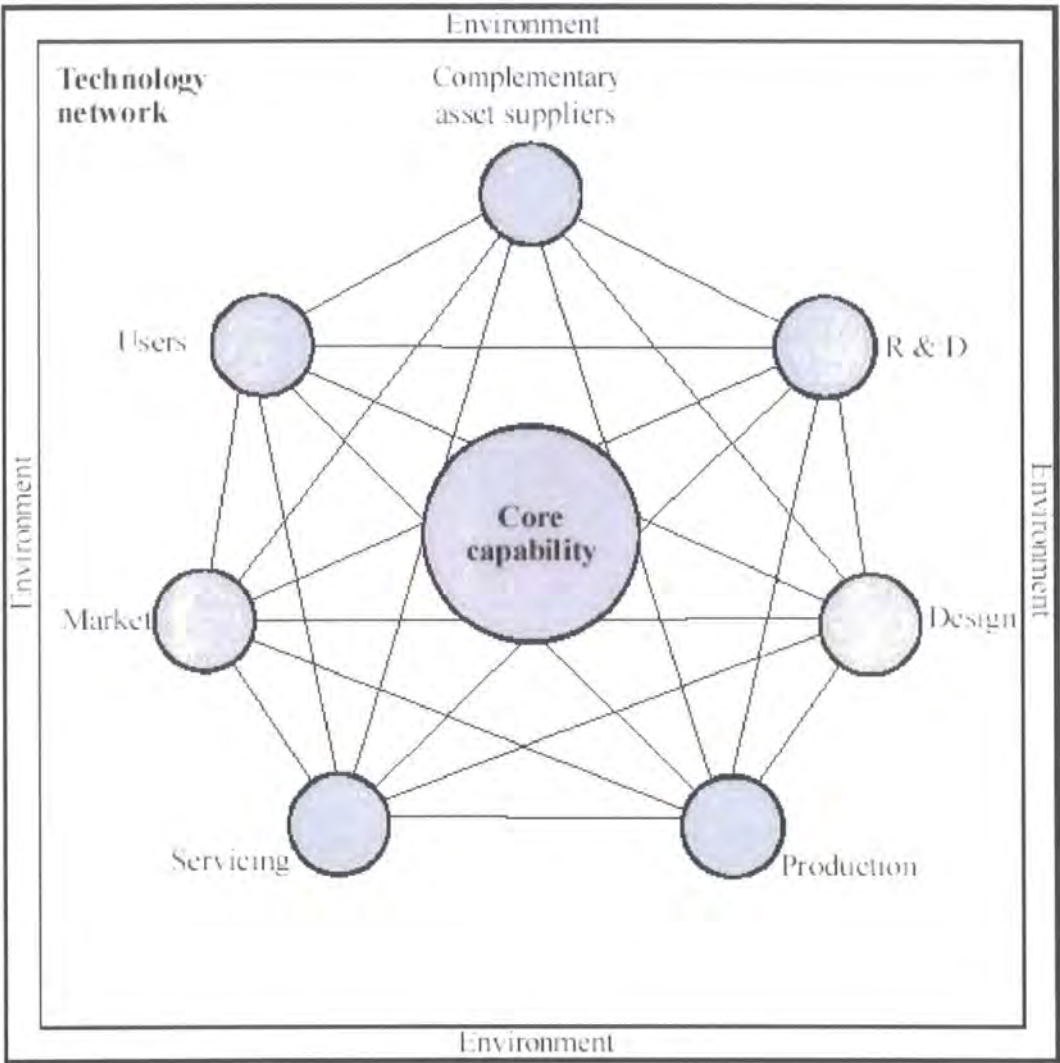 Environment
Technology
network
Complementary
asset suppliers
Users
R & D
Environment
Environment
Core
capability
Market
Design
Servicing
Production
Environment